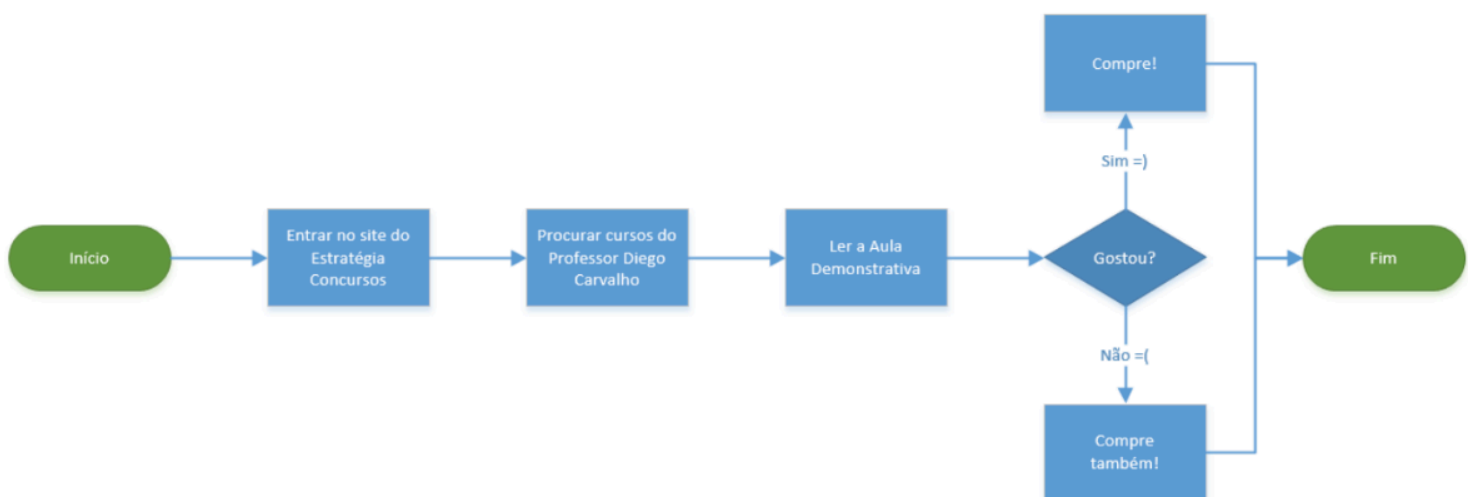 Início
Entrar no site do
Estratégia
Concursos
Procurar cursos do
Professor Diego
Carvalho
Ler a Aula
Demonstrativa
Gostou?
Sim =)
Compre!
Não =(
Compre
também!
Fim